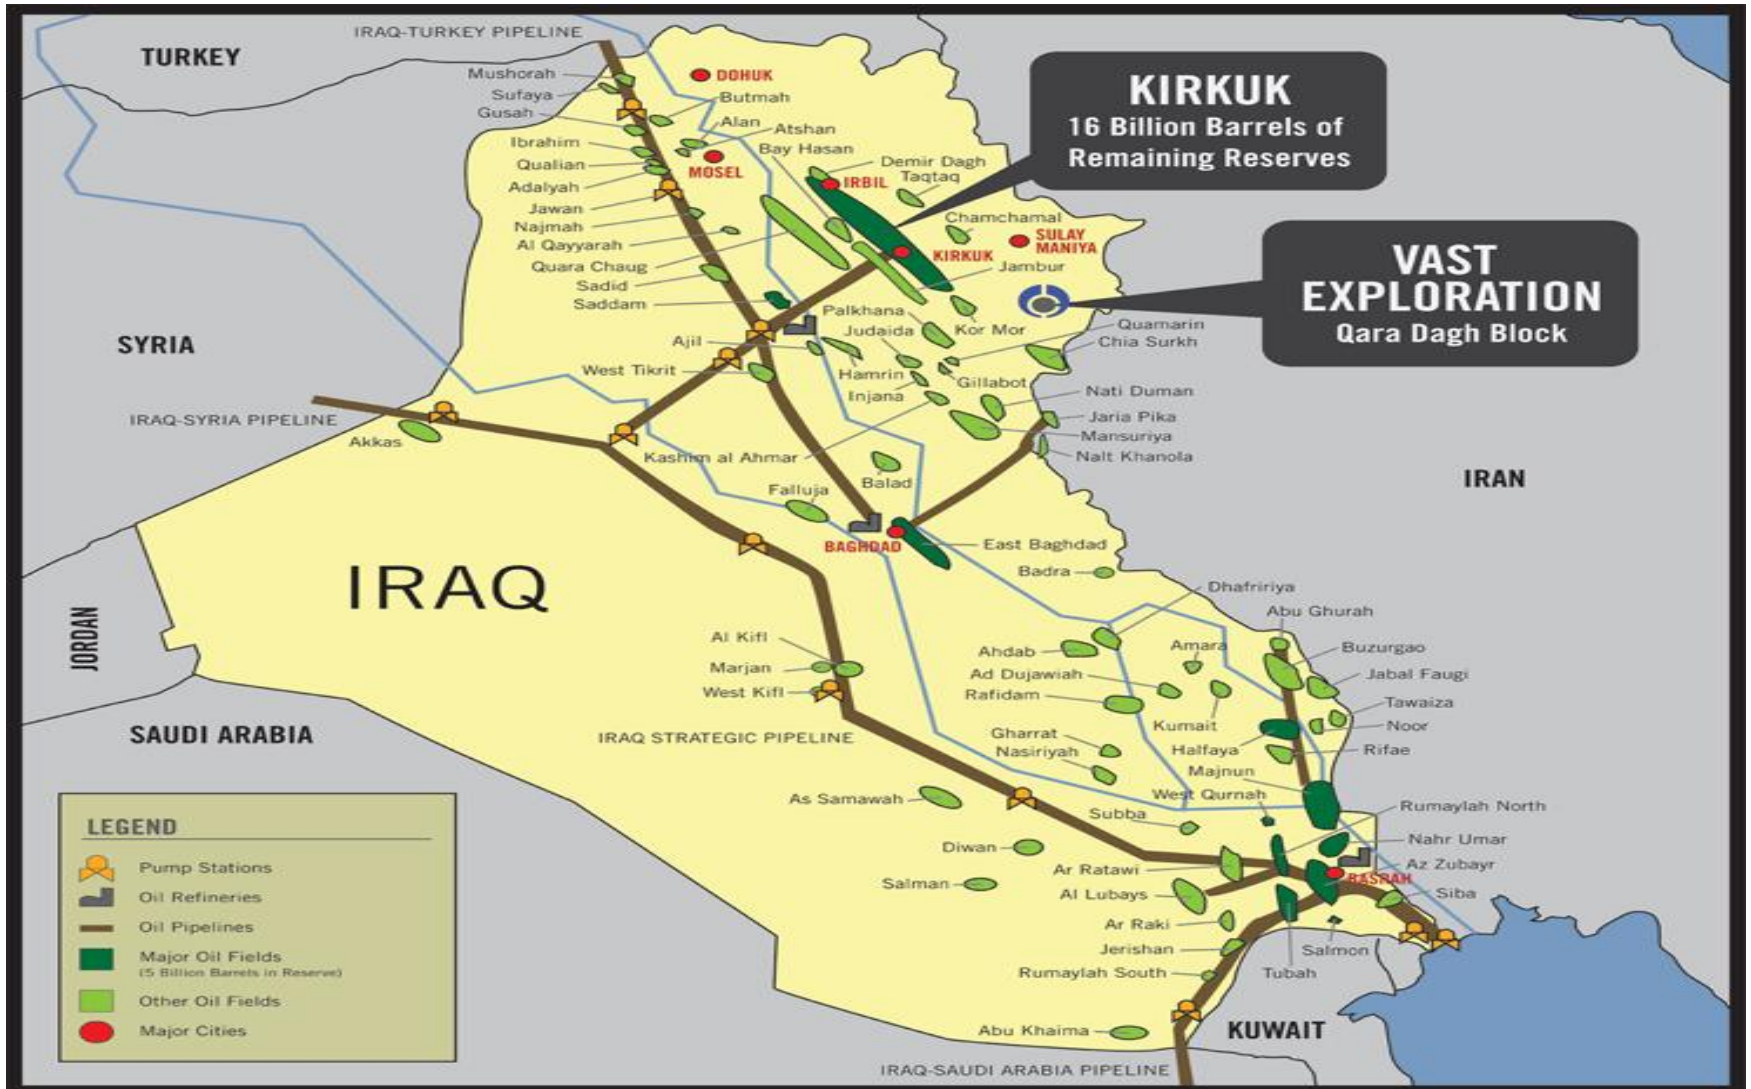 IRAQ-TURKEY PIPELINE
TURKEY
Mushorah
DOHUK
Sufaya
Butmah
Gusah
Alan
Atshan
Ibrahim
Bay Hasan
Qualian
MOSEL
Demir Dagh
Taqtaq
Adalyah
IRBIL
Jawan
Najmah
Chamchamal
Al Qayyarah
SULAY
MANIYA
KIRKUK
Quara Chaug
Jambur
Sadid
Saddam
KIRKUK
16 Billion Barrels of
Remaining Reserves
VAST
EXPLORATION
Qara Dagh Block
Palkhana
Judaida
Kor Mor
Quamarin
Chia Surkh
SYRIA
Ajil
West Tikrit
Hamrin
Gillabot
Injana
Nati Duman
IRAQ-SYRIA PIPELINE
Jaria Pika
Akkas
Mansuriya
Kashim al Ahmar
Nalt Khanola
IRAN
Balad
Falluja
BAGHDAD
East Baghdad
Badra
IRAQ
Dhafririya
Abu Ghurah
JORDAN
Al Kifl
Marjan
West Kifl
Ahdab
Amara
Buzurgao
Ad Dujawiah
Jabal Faugi
Rafidam
Tawaiza
Kumait
Noor
SAUDI ARABIA
IRAQ STRATEGIC PIPELINE
Gharrat
Nasiriyah
Halfaya
Rifae
Majnun
West Qurnah
As Samawah
Rumaylah North
Subba
Nahr Umar
Diwan
Ar Ratawi
Az Zubayr
BASRAH
Salman
Al Lubays
Siba
Ar Raki
Jerishan
Salmon
Rumaylah South
Tubah
Abu Khaima
KUWAIT
IRAQ-SAUDI ARABIA PIPELINE
LEGEND
Pump Stations
Oil Refineries
Oil Pipelines
Major Oil Fields
(5 Billion Barrels in Reserve)
Other Oil Fields
Major Cities